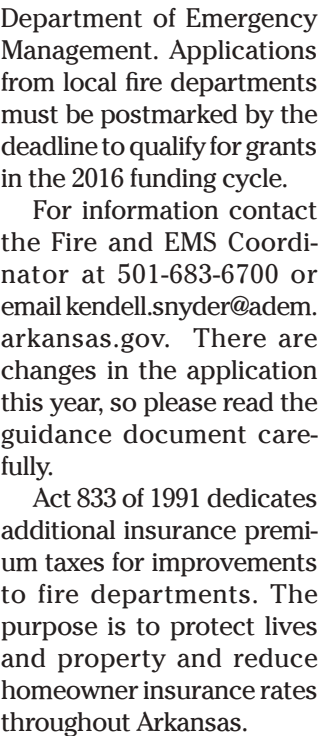 Department of Emergency
Management. Applications
from local fire departments
must be postmarked by the
deadline to qualify for grants
in the 2016 funding cycle.
For information contact
the Fire and EMS Coordi-
nator at 501-683-6700 or
email kendell.snyder@adem.
arkansas.gov. There are
changes in the application
this year, so please read the
guidance document care-
fully.
Act 833 of 1991 dedicates
additional insurance premi-
um taxes for improvements
to fire departments. The
purpose is to protect lives
and property and reduce
homeowner insurance rates
throughout Arkansas.